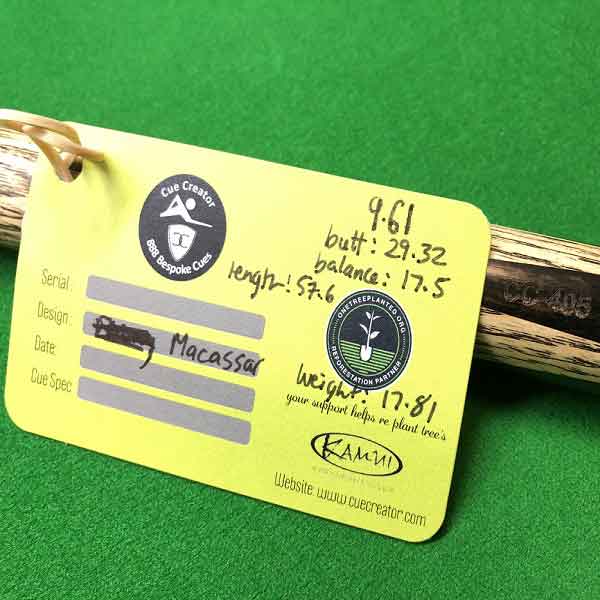 Cue Creator
CC
888 Bespoke Cues
9.61
butt: 29.32
balance: 17.5
length: 57.6
Serial:
Design: Macassar
Date:
Cue Spec
ONETREEPLANTED.ORG
REFORESTATION PARTNER
Weight: 17.81
your support helps re plant tree's
KAMUI
Website: www.cuecreator.com
CC 405